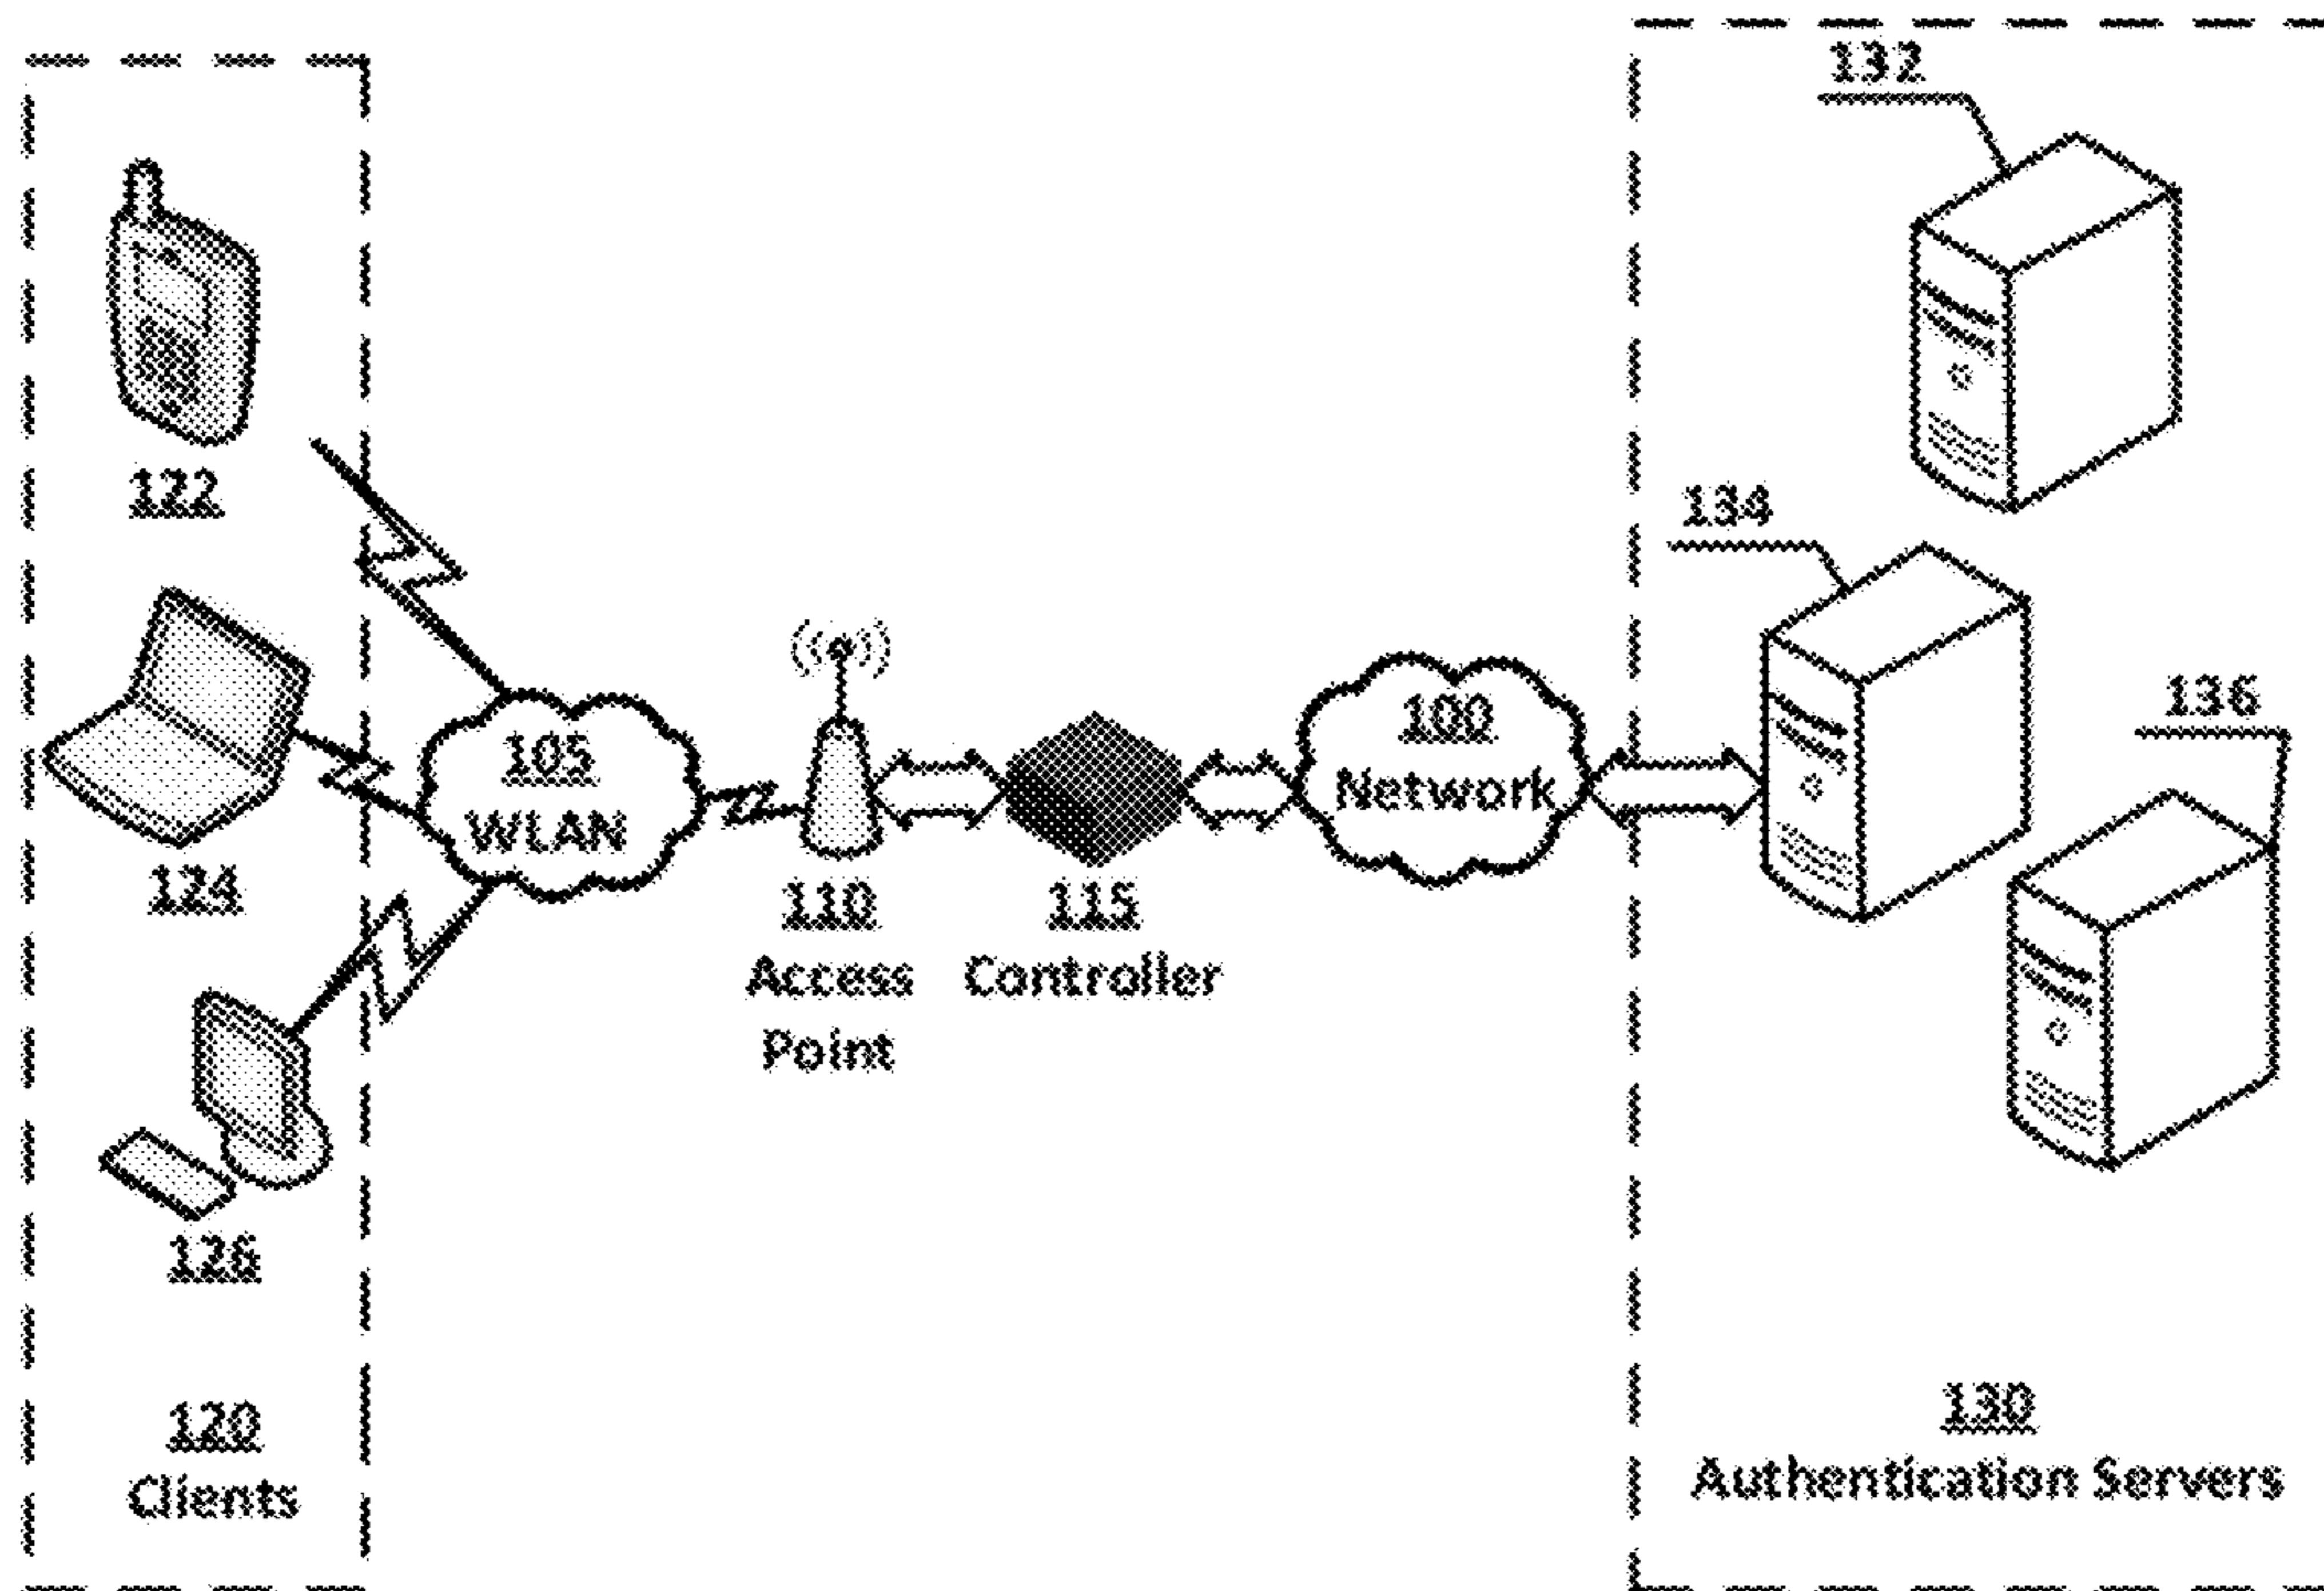 132
122
134
136
105
WLAN
100
Network
124
110
Access
Point
115
Controller
126
120
Clients
130
Authentication Servers